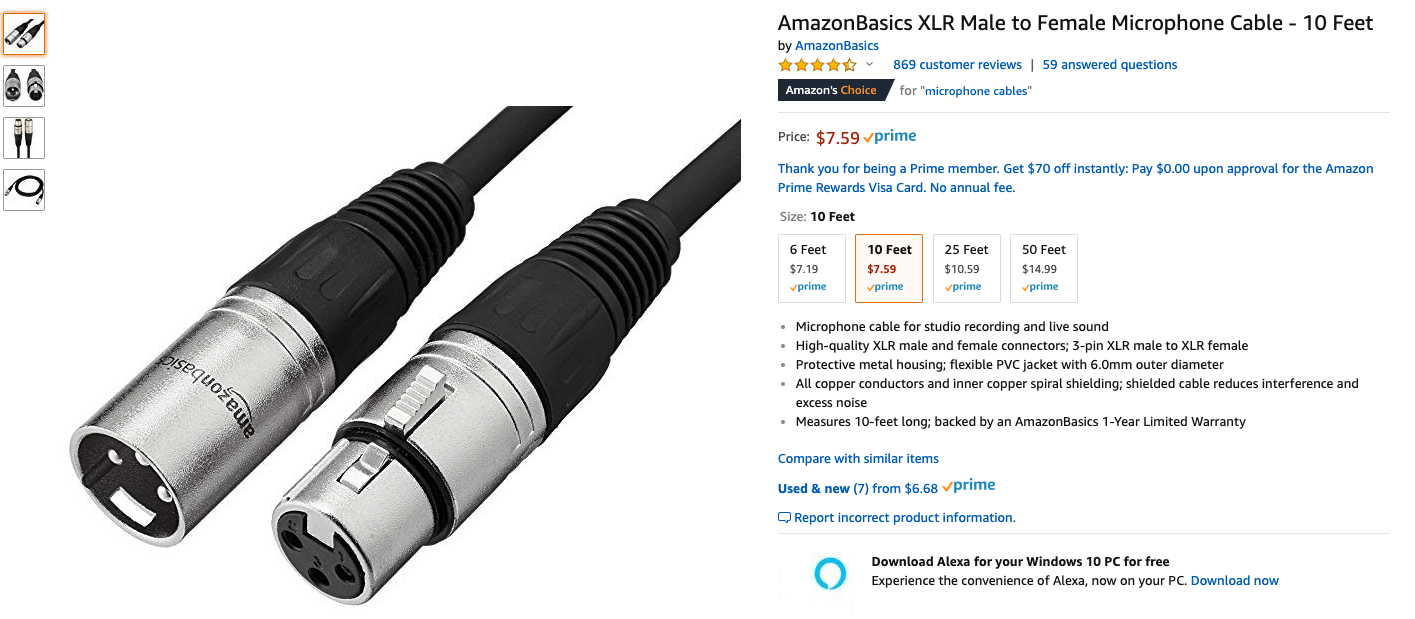 AmazonBasics XLR Male to Female Microphone Cable - 10 Feet
by AmazonBasics
869 customer reviews | 59 answered questions
Amazon's Choice for "microphone cables"
Price: $7.59 prime
Thank you for being a Prime member. Get $70 off instantly: Pay $0.00 upon approval for the Amazon
Prime Rewards Visa Card. No annual fee.
Size: 10 Feet
6 Feet 10 Feet 25 Feet 50 Feet
$7.19 $7.59 $10.59 $14.99
prime prime prime prime
Microphone cable for studio recording and live sound
High-quality XLR male and female connectors; 3-pin XLR male to XLR female
Protective metal housing; flexible PVC jacket with 6.0mm outer diameter
All copper conductors and inner copper spiral shielding; shielded cable reduces interference and
excess noise
Measures 10-feet long; backed by an AmazonBasics 1-Year Limited Warranty
Compare with similar items
Used & new (7) from $6.68 prime
Report incorrect product information.
Download Alexa for your Windows 10 PC for free
Experience the convenience of Alexa, now on your PC. Download now
amazonbasics